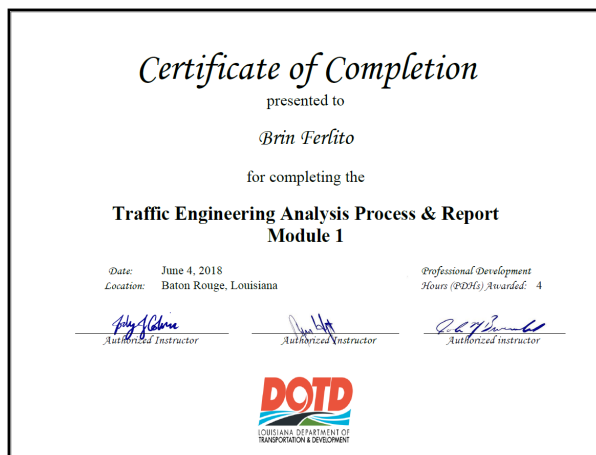 Certificate of Completion
presented to
Brin Ferlito
for completing the
Traffic Engineering Analysis Process & Report
Module 1
Date: June 4, 2018
Location: Baton Rouge, Louisiana
Professional Development
Hours (PDHs) Awarded: 4
Authorized Instructor
Authorized Instructor
Authorized instructor
DOTD
LOUISIANA DEPARTMENT OF
TRANSPORTATION & DEVELOPMENT